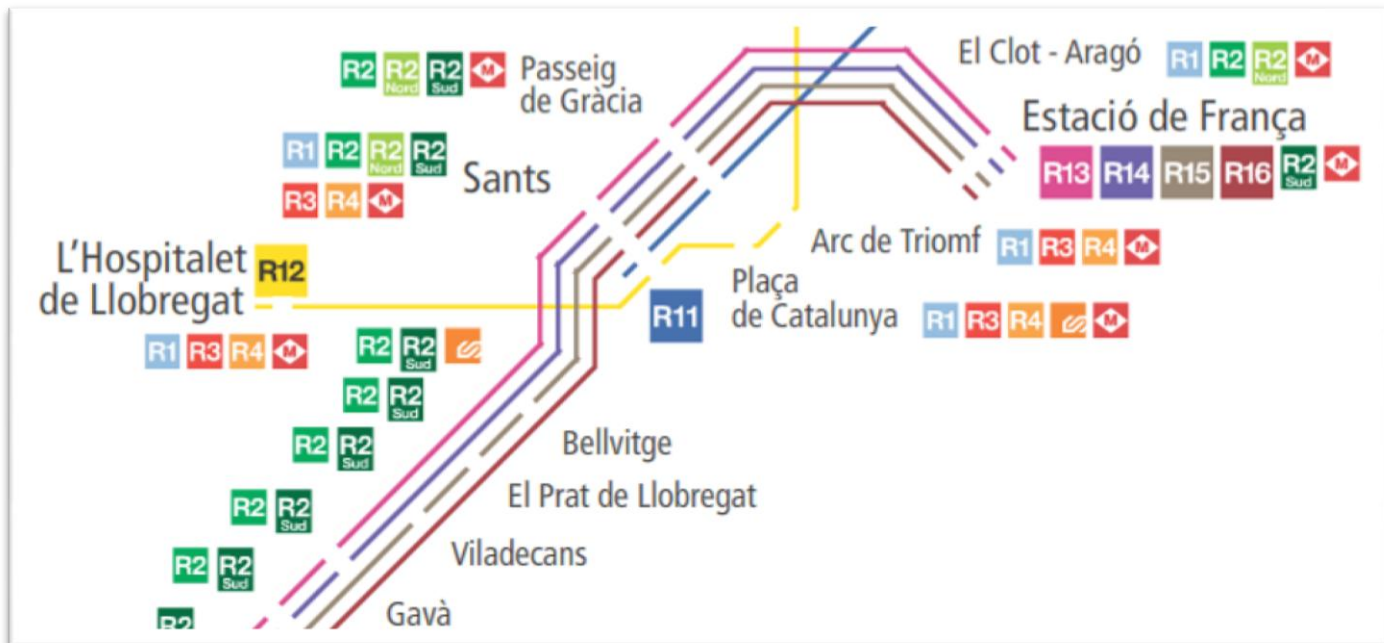 R2 R2 Nord R2 Sud M Passeig
de Gràcia
El Clot - Aragó R1 R2 R2 Nord M
Estació de França
R13 R14 R15 R16 R2 Sud M
R1 R2 R2 Nord R2 Sud
R3 R4 M
Sants
Arc de Triomf R1 R3 R4 M
L'Hospitalet
de Llobregat
R12
R1 R3 R4 M
R11
Plaça
de Catalunya R1 R3 R4 M
R2 R2 Sud
R2 R2 Sud
Bellvitge
R2 R2 Sud
El Prat de Llobregat
R2 R2 Sud
Viladecans
R2 R2 Sud
Gavà
R2